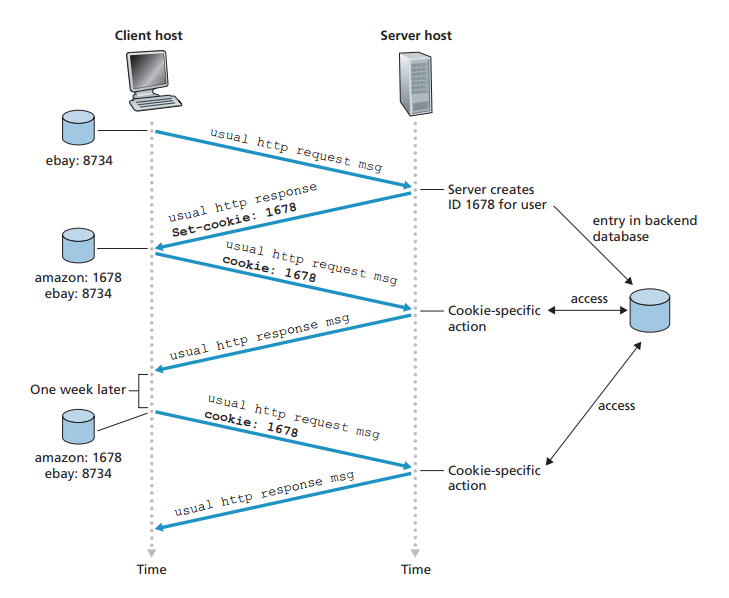 Client host
Server host
usual http request msg
ebay: 8734
Server creates
ID 1678 for user
usual http response
Set-cookie: 1678
entry in backend
database
usual http request msg
cookie: 1678
amazon: 1678
ebay: 8734
access
Cookie-specific
action
usual http response msg
One week later
usual http request msg
cookie: 1678
access
amazon: 1678
ebay: 8734
Cookie-specific
action
usual http response msg
Time
Time